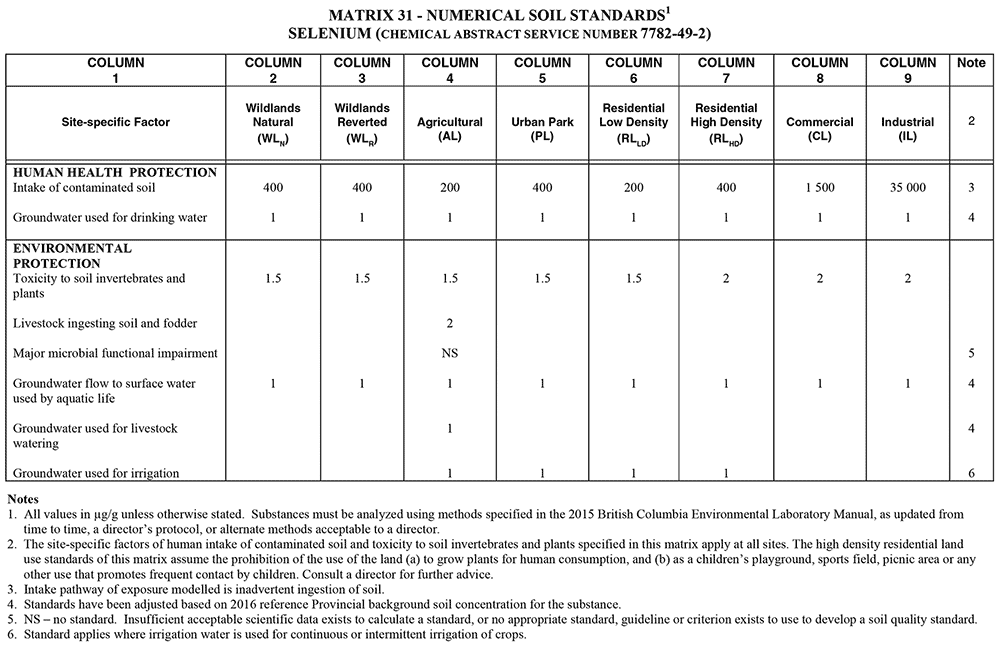 MATRIX 31 - NUMERICAL SOIL STANDARDS1
SELENIUM (CHEMICAL ABSTRACT SERVICE NUMBER 7782-49-2)
COLUMN 1 COLUMN 2 COLUMN 3 COLUMN 4 COLUMN 5 COLUMN 6 COLUMN 7 COLUMN 8 COLUMN 9 Note
Site-specific Factor Wildlands Natural (WLN) Wildlands Reverted (WLR) Agricultural (AL) Urban Park (PL) Residential Low Density (RLLD) Residential High Density (RLHD) Commercial (CL) Industrial (IL) 2
HUMAN HEALTH PROTECTION
Intake of contaminated soil 400 400 200 400 200 400 1 500 35 000 3
Groundwater used for drinking water 1 1 1 1 1 1 1 1 4
ENVIRONMENTAL
PROTECTION
Toxicity to soil invertebrates and 1.5 1.5 1.5 1.5 1.5 2 2 2
plants
Livestock ingesting soil and fodder 2
Major microbial functional impairment NS 5
Groundwater flow to surface water 1 1 1 1 1 1 1 1 4
used by aquatic life
Groundwater used for livestock 1 4
watering
Groundwater used for irrigation 1 1 1 1 6
Notes
1. All values in µg/g unless otherwise stated. Substances must be analyzed using methods specified in the 2015 British Columbia Environmental Laboratory Manual, as updated from
time to time, a director's protocol, or alternate methods acceptable to a director.
2. The site-specific factors of human intake of contaminated soil and toxicity to soil invertebrates and plants specified in this matrix apply at all sites. The high density residential land
use standards of this matrix assume the prohibition of the use of the land (a) to grow plants for human consumption, and (b) as a children's playground, sports field, picnic area or any
other use that promotes frequent contact by children. Consult a director for further advice.
3. Intake pathway of exposure modelled is inadvertent ingestion of soil.
4. Standards have been adjusted based on 2016 reference Provincial background soil concentration for the substance.
5. NS – no standard. Insufficient acceptable scientific data exists to calculate a standard, or no appropriate standard, guideline or criterion exists to use to develop a soil quality standard.
6. Standard applies where irrigation water is used for continuous or intermittent irrigation of crops.